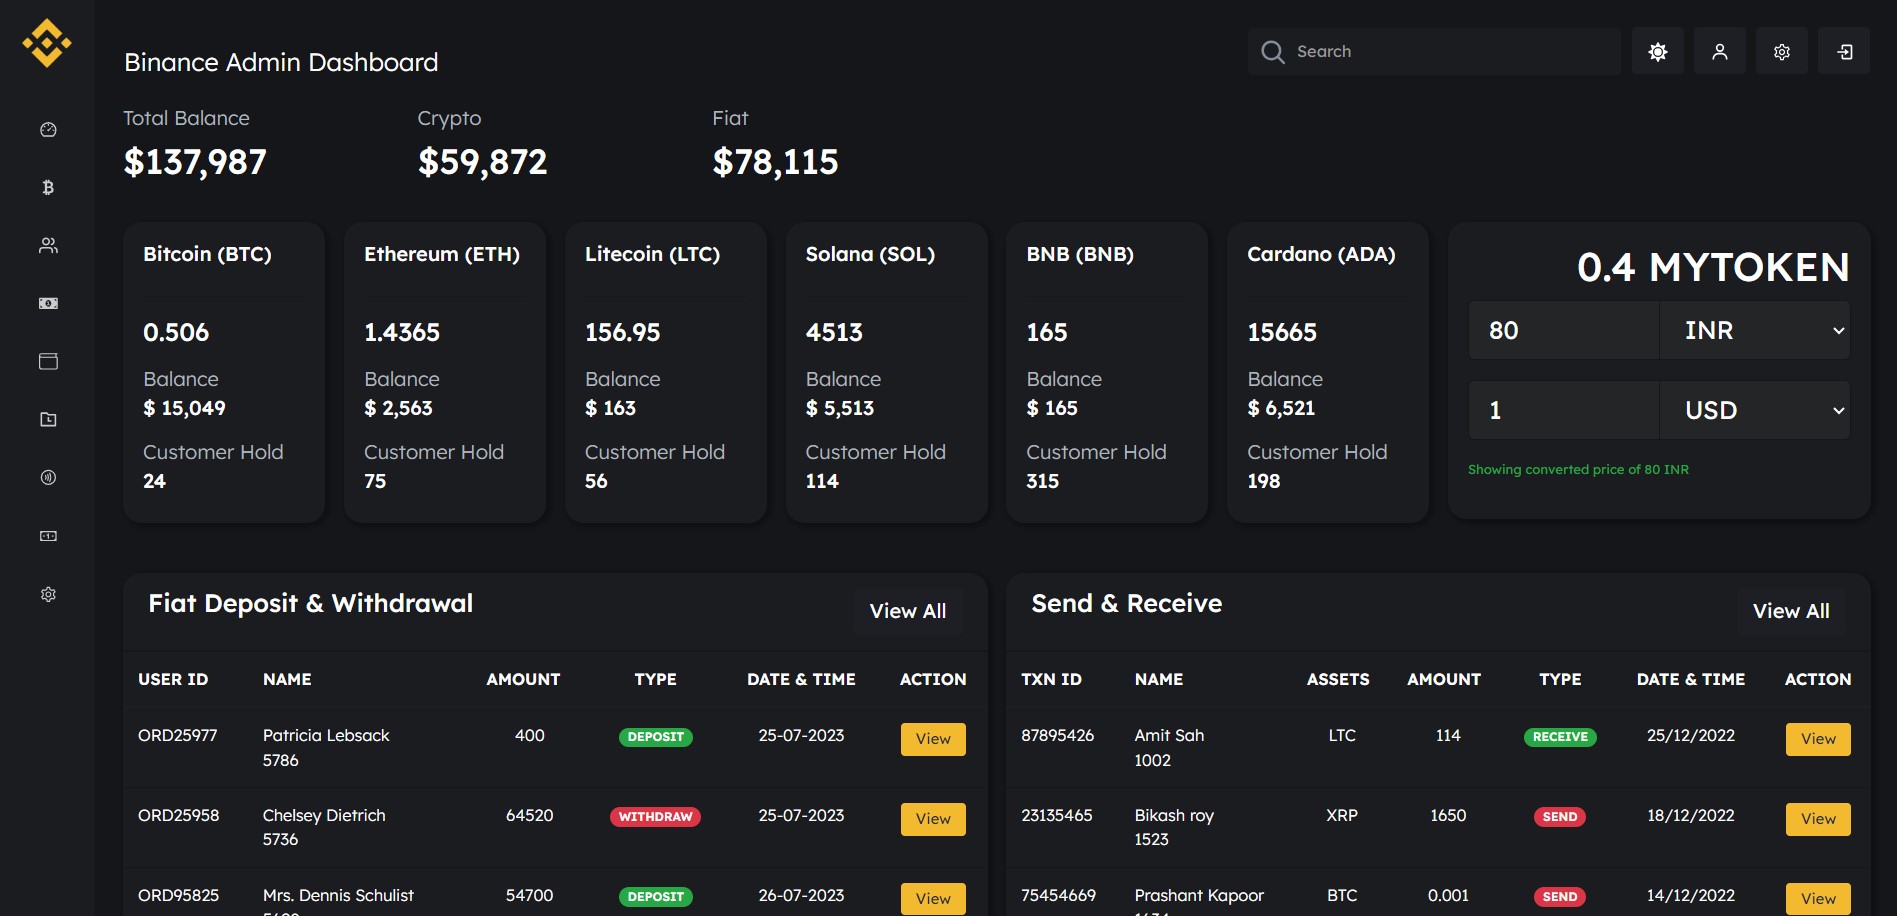 Binance Admin Dashboard
Search
Total Balance
$137,987
Crypto
$59,872
Fiat
$78,115
Bitcoin (BTC)
0.506
Balance
$ 15,049
Customer Hold
24
Ethereum (ETH)
1.4365
Balance
$ 2,563
Customer Hold
75
Litecoin (LTC)
156.95
Balance
$ 163
Customer Hold
56
Solana (SOL)
4513
Balance
$ 5,513
Customer Hold
114
BNB (BNB)
165
Balance
$ 165
Customer Hold
315
Cardano (ADA)
15665
Balance
$ 6,521
Customer Hold
198
0.4 MYTOKEN
80 INR
1 USD
Showing converted price of 80 INR
Fiat Deposit & Withdrawal
View All
USER ID NAME AMOUNT TYPE DATE & TIME ACTION
ORD25977 Patricia Lebsack 400 DEPOSIT 25-07-2023 View
5786
ORD25958 Chelsey Dietrich 64520 WITHDRAW 25-07-2023 View
5736
ORD95825 Mrs. Dennis Schulist 54700 DEPOSIT 26-07-2023 View
Send & Receive
View All
TXN ID NAME ASSETS AMOUNT TYPE DATE & TIME ACTION
87895426 Amit Sah LTC 114 RECEIVE 25/12/2022 View
1002
23135465 Bikash roy XRP 1650 SEND 18/12/2022 View
1523
75454669 Prashant Kapoor BTC 0.001 SEND 14/12/2022 View